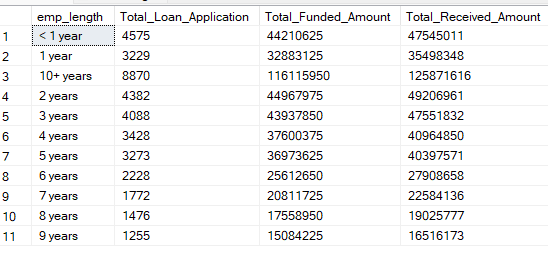 emp_length Total_Loan_Application Total_Funded_Amount Total_Received_Amount
1 < 1 year 4575 44210625 47545011
2 1 year 3229 32883125 35498348
3 10+ years 8870 116115950 125871616
4 2 years 4382 44967975 49206961
5 3 years 4088 43937850 47551832
6 4 years 3428 37600375 40964850
7 5 years 3273 36973625 40397571
8 6 years 2228 25612650 27908658
9 7 years 1772 20811725 22584136
10 8 years 1476 17558950 19025777
11 9 years 1255 15084225 16516173